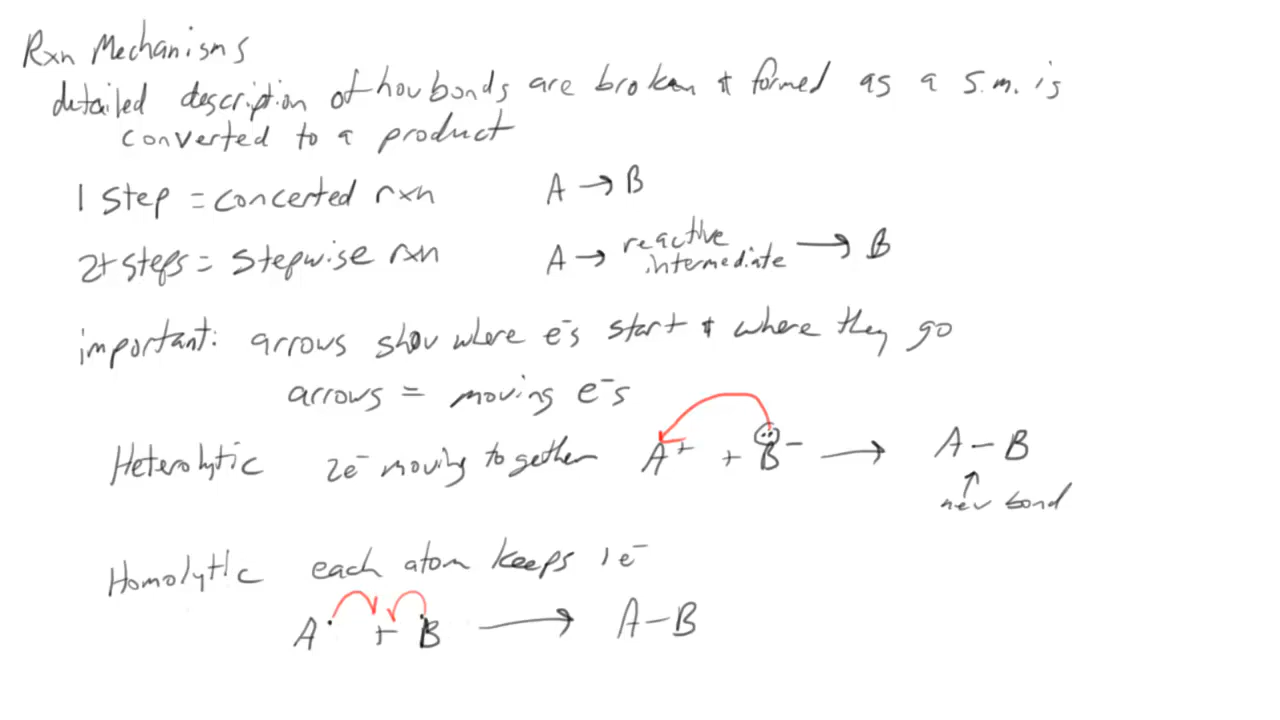 Rxn Mechanisms
detailed description of how bonds are broken & formed as a s.m. is
converted to a product
1 step = concerted rxn A → B
2+ steps = stepwise rxn A → reactive intermediate → B
important: arrows show where e⁻s start & where they go
arrows = moving e⁻s
Heterolytic 2e⁻ moving together A⁺ + :B⁻ → A–B
↑
new bond
Homolytic each atom keeps 1e⁻
A· + ·B → A–B